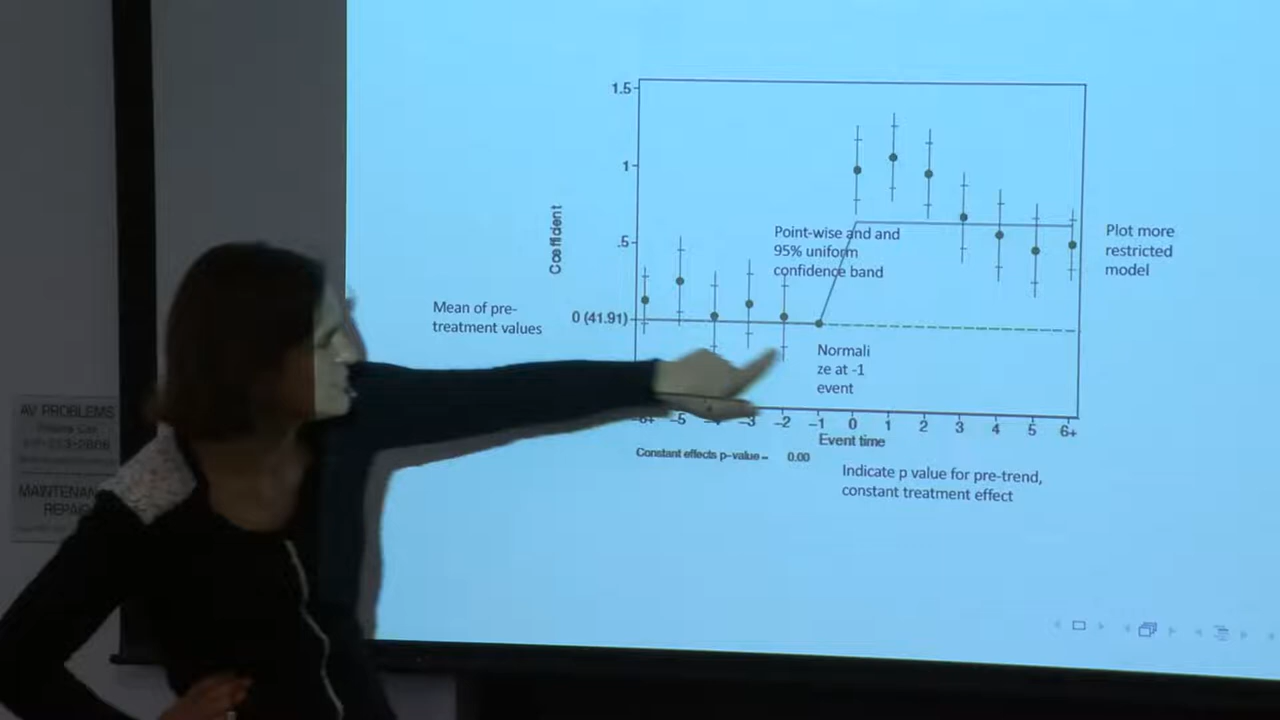 1.5
1
.5
0 (41.91)
Coefficient
Mean of pre-
treatment values
Point-wise and and
95% uniform
confidence band
Plot more
restricted
model
Normali
ze at -1
event
-5
-3 -2 -1 0 1 2 3 4 5 6+
Event time
Constant effects p-value = 0.00
Indicate p value for pre-trend,
constant treatment effect
AV PROBLEMS
MAINTENAN
REPAIR